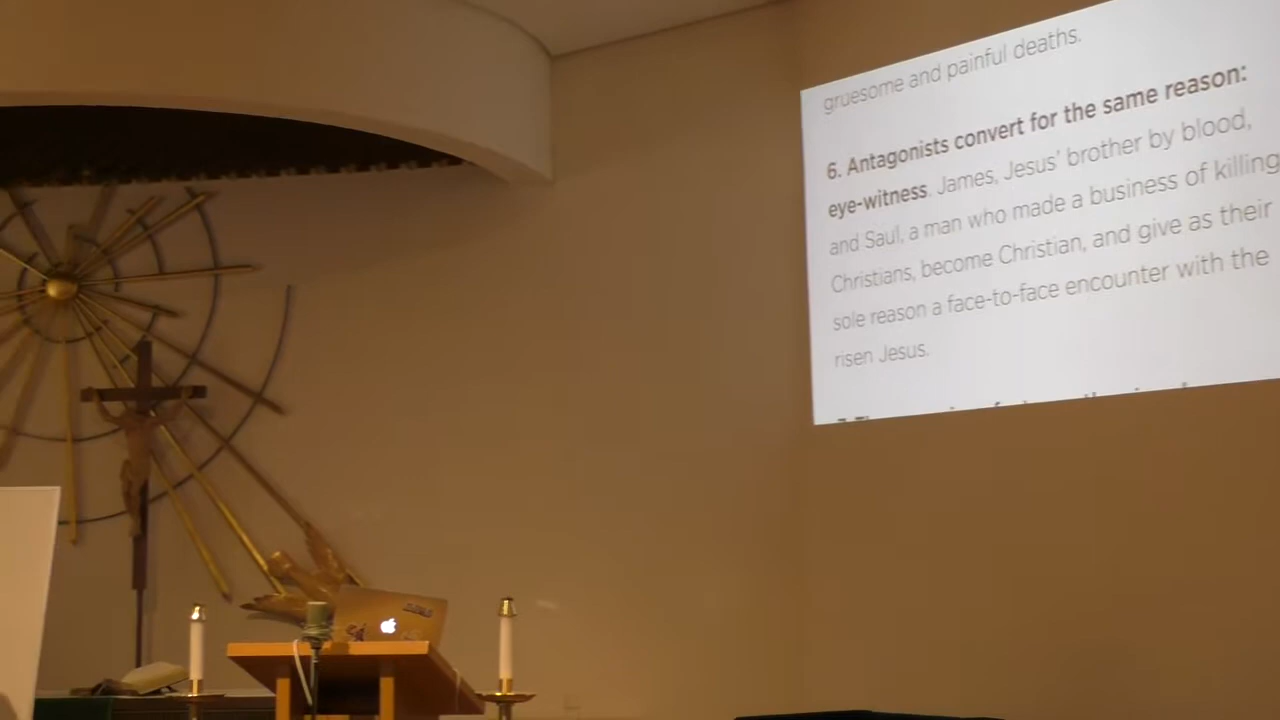 gruesome and painful deaths.
6. Antagonists convert for the same reason:
eye-witness. James, Jesus’ brother by blood,
and Saul, a man who made a business of killing
Christians, become Christian, and give as their
sole reason a face-to-face encounter with the
risen Jesus.